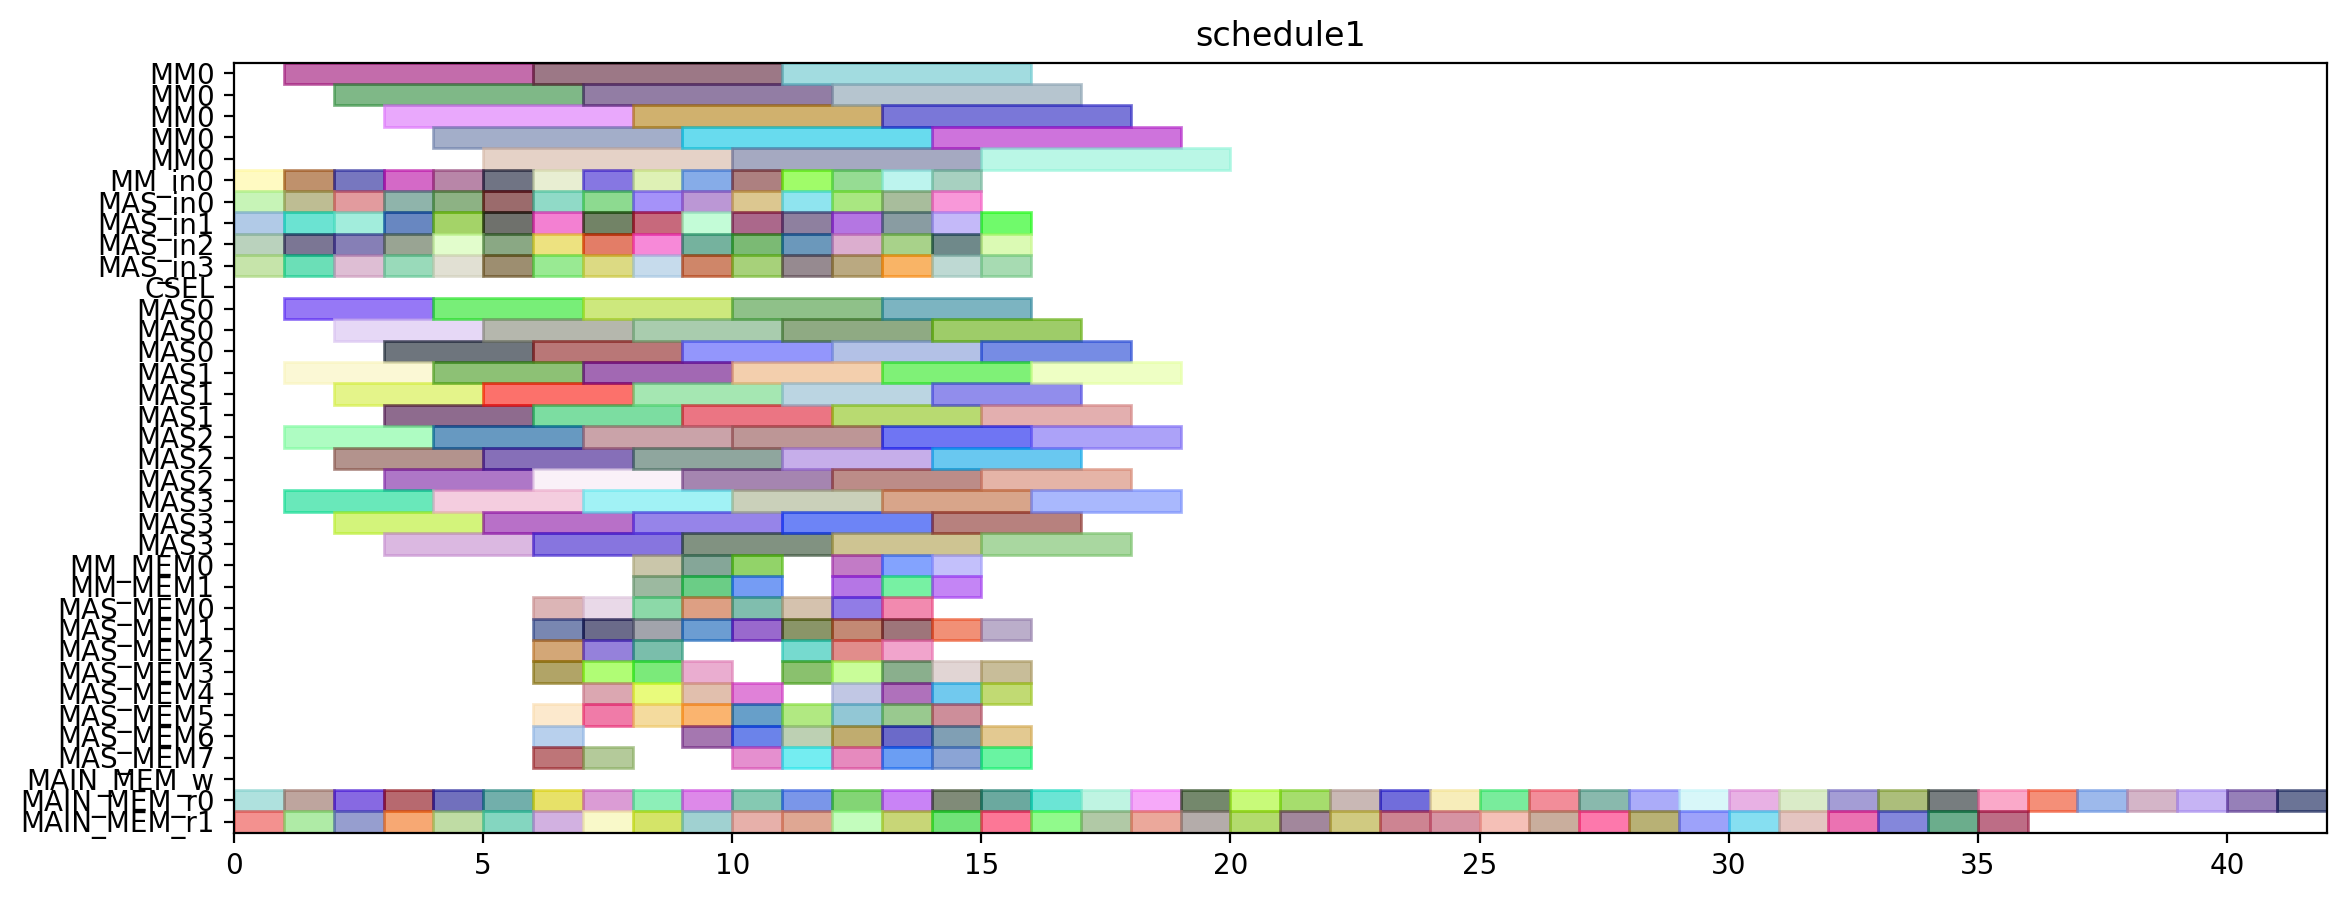 schedule1
MM0
MM0
MM0
MM0
MM0
MM_in0
MAS_in0
MAS_in1
MAS_in2
MAS_in3
CSEL
MAS0
MAS0
MAS0
MAS1
MAS1
MAS1
MAS2
MAS2
MAS2
MAS3
MAS3
MAS3
MM_MEM0
MM_MEM1
MAS_MEM0
MAS_MEM1
MAS_MEM2
MAS_MEM3
MAS_MEM4
MAS_MEM5
MAS_MEM6
MAS_MEM7
MAIN_MEM_w
MAIN_MEM_r0
MAIN_MEM_r1
0 5 10 15 20 25 30 35 40